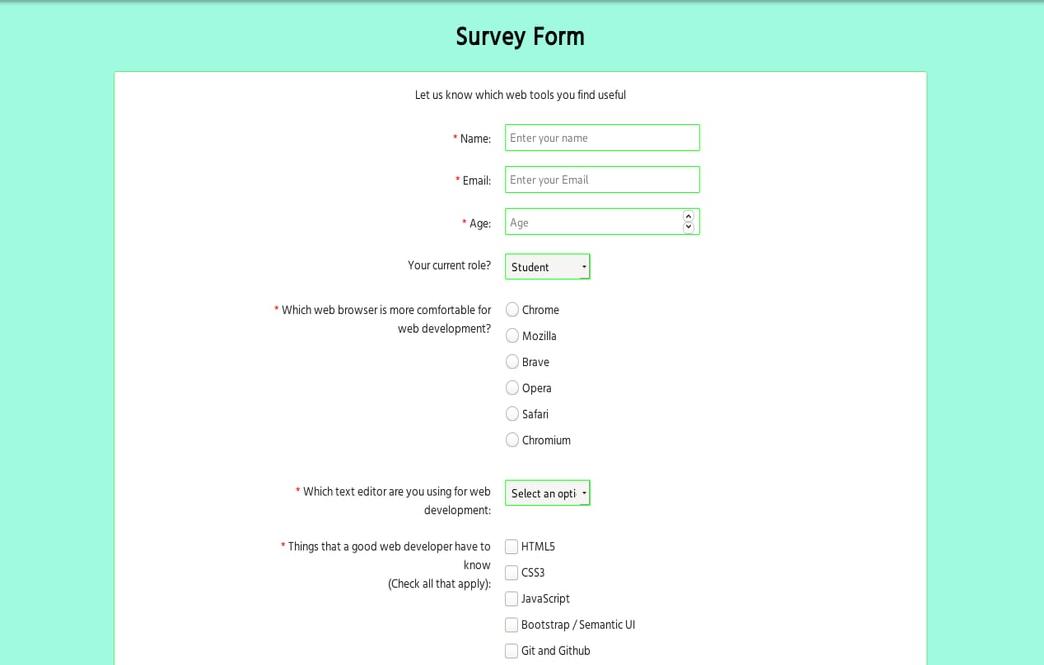 Survey Form
Let us know which web tools you find useful
* Name: Enter your name
* Email: Enter your Email
* Age: Age
Your current role? Student
* Which web browser is more comfortable for
web development?
Chrome
Mozilla
Brave
Opera
Safari
Chromium
* Which text editor are you using for web
development:
Select an opti
* Things that a good web developer have to
know
(Check all that apply):
HTML5
CSS3
JavaScript
Bootstrap / Semantic UI
Git and Github